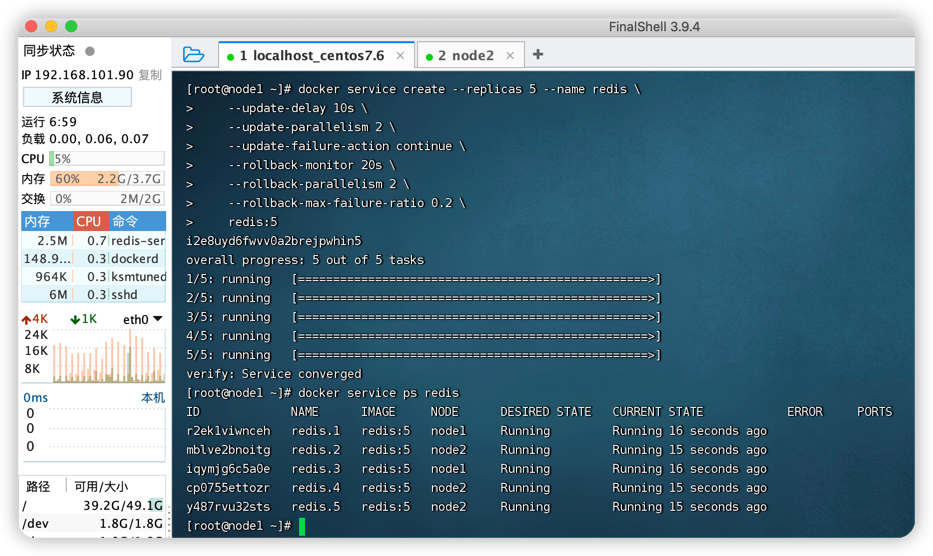 FinalShell 3.9.4
同步状态
IP 192.168.101.90 复制
系统信息
运行 6:59
负载 0.00, 0.06, 0.07
CPU 5%
内存 60% 2.2G/3.7G
交换 0% 2M/2G
内存 CPU 命令
2.5M 0.7 redis-ser
148.9... 0.3 dockerd
964K 0.3 ksmtuned
6M 0.3 sshd
4K 1K eth0
24K
16K
8K
0ms 本机
0
0
0
路径 可用/大小
/ 39.2G/49.1G
/dev 1.8G/1.8G
1 localhost_centos7.6 × 2 node2 × +
[root@node1 ~]# docker service create --replicas 5 --name redis \
> --update-delay 10s \
> --update-parallelism 2 \
> --update-failure-action continue \
> --rollback-monitor 20s \
> --rollback-parallelism 2 \
> --rollback-max-failure-ratio 0.2 \
> redis:5
i2e8uyd6fwvv0a2brejpwhin5
overall progress: 5 out of 5 tasks
1/5: running [==================================================>]
2/5: running [==================================================>]
3/5: running [==================================================>]
4/5: running [==================================================>]
5/5: running [==================================================>]
verify: Service converged
[root@node1 ~]# docker service ps redis
ID NAME IMAGE NODE DESIRED STATE CURRENT STATE ERROR PORTS
r2ek1viwnceh redis.1 redis:5 node1 Running Running 16 seconds ago
mblve2bnoitg redis.2 redis:5 node2 Running Running 15 seconds ago
iqymjg6c5a0e redis.3 redis:5 node1 Running Running 16 seconds ago
cp0755ettozr redis.4 redis:5 node2 Running Running 15 seconds ago
y487rvu32sts redis.5 redis:5 node2 Running Running 15 seconds ago
[root@node1 ~]#